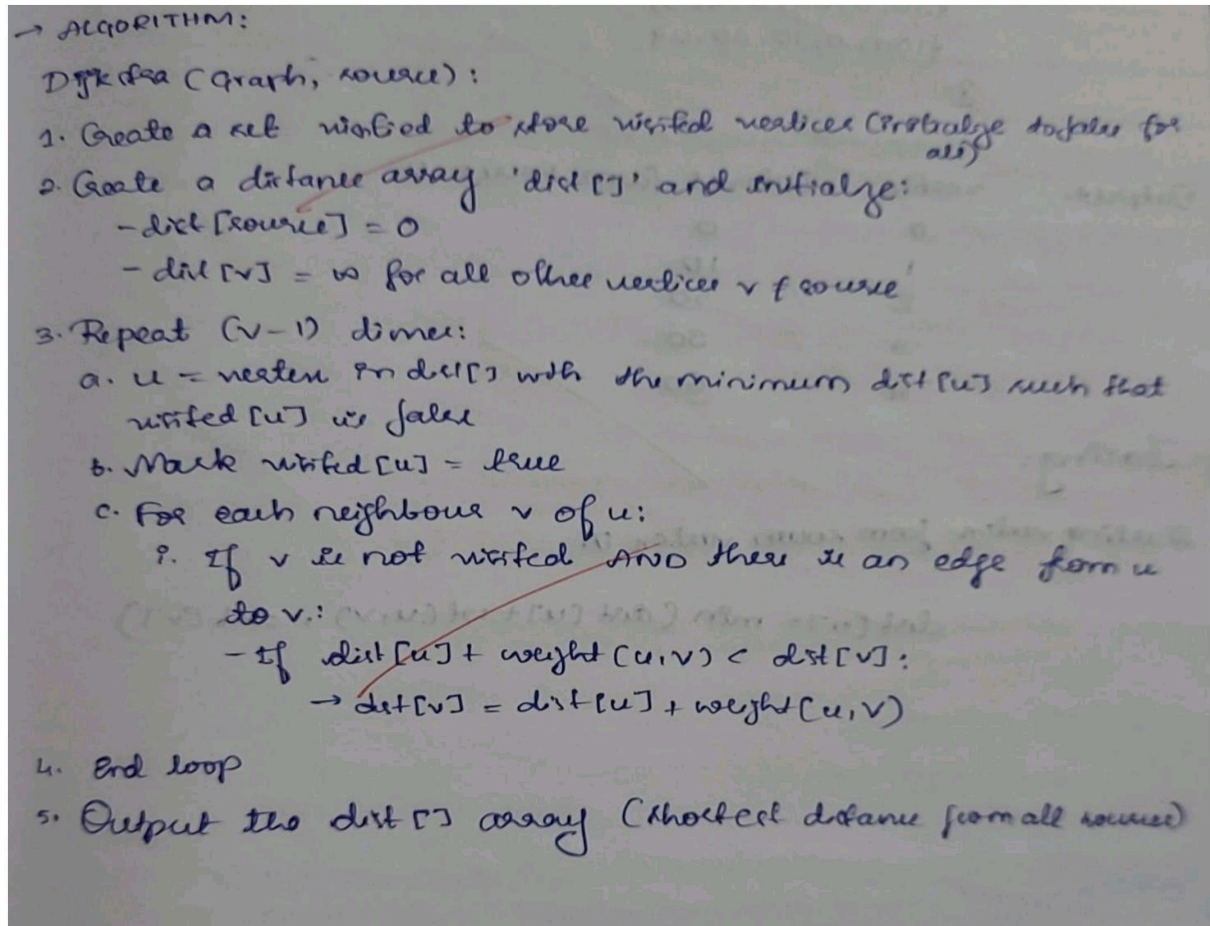 → ALGORITHM:
Dijkstra (Graph, source):
1. Create a set visited to store visited vertices (initialize to false for all)
2. Create a distance array 'dist []' and initialize:
- dist [source] = 0
- dist [v] = ∞ for all other vertices v ≠ source
3. Repeat (v-1) times:
a. u = vertex in dist[] with the minimum dist [u] such that
visited [u] is false
b. Mark visited [u] = true
c. For each neighbour v of u:
i. If v is not visited AND there is an edge from u
to v.:
- If dist [u] + weight (u,v) < dist [v]:
→ dist [v] = dist [u] + weight (u,v)
4. End loop
5. Output the dist [] array (shortest distance from all source)